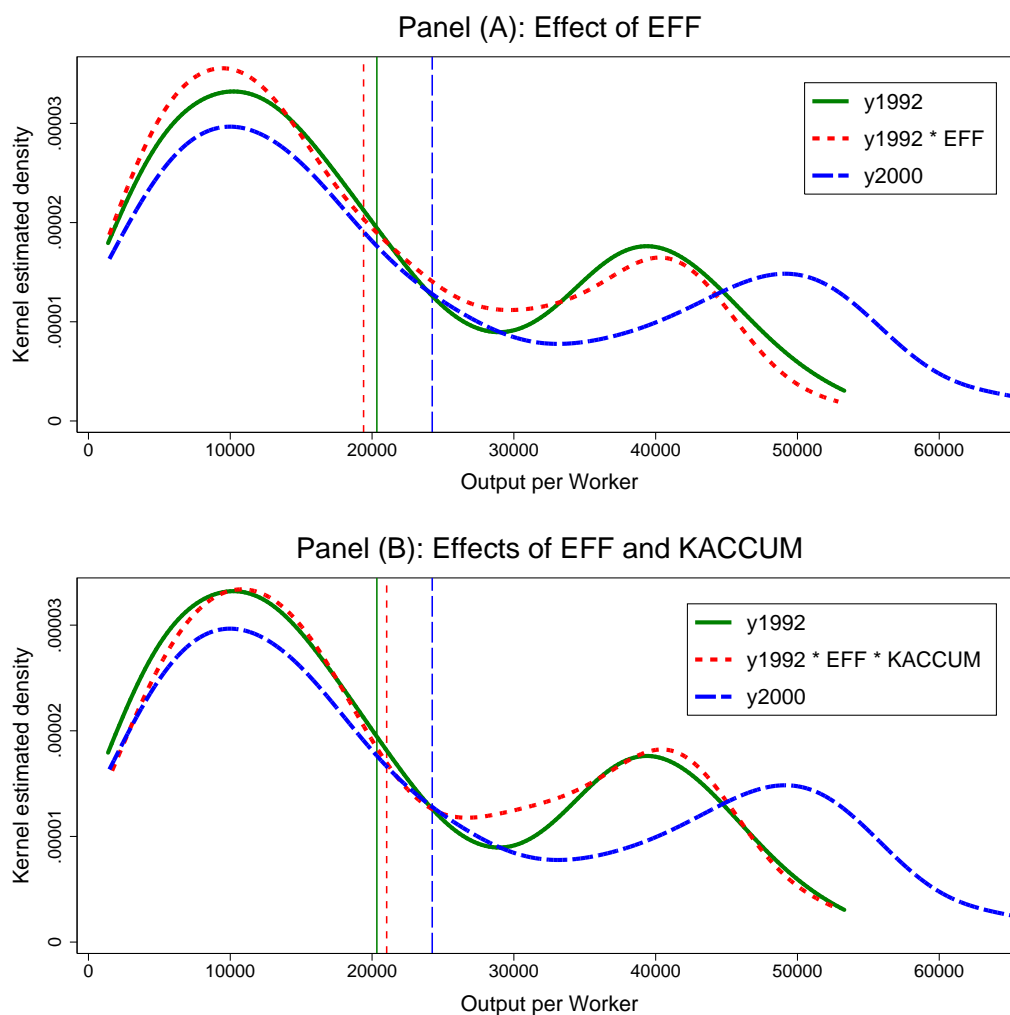 Panel (A): Effect of EFF
Kernel estimated density
0
.00001
.00002
.00003
y1992
y1992 * EFF
y2000
0 10000 20000 30000 40000 50000 60000
Output per Worker
Panel (B): Effects of EFF and KACCUM
Kernel estimated density
0
.00001
.00002
.00003
y1992
y1992 * EFF * KACCUM
y2000
0 10000 20000 30000 40000 50000 60000
Output per Worker